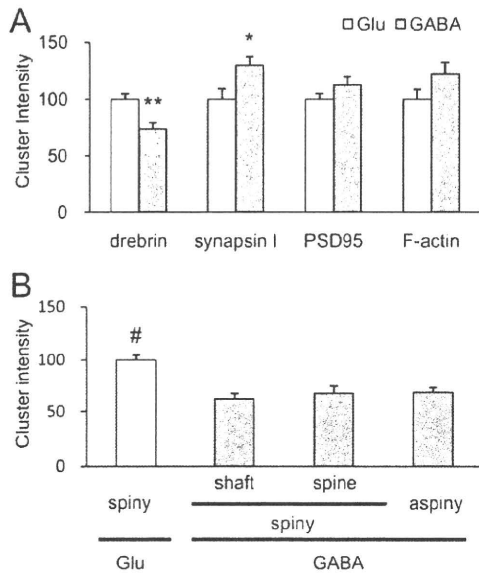 A
Glu GABA
Cluster Intensity
150
100
50
0
**
*
drebrin synapsin I PSD95 F-actin
B
Cluster intensity
150
100
50
0
#
shaft spine
spiny aspiny
spiny
Glu GABA